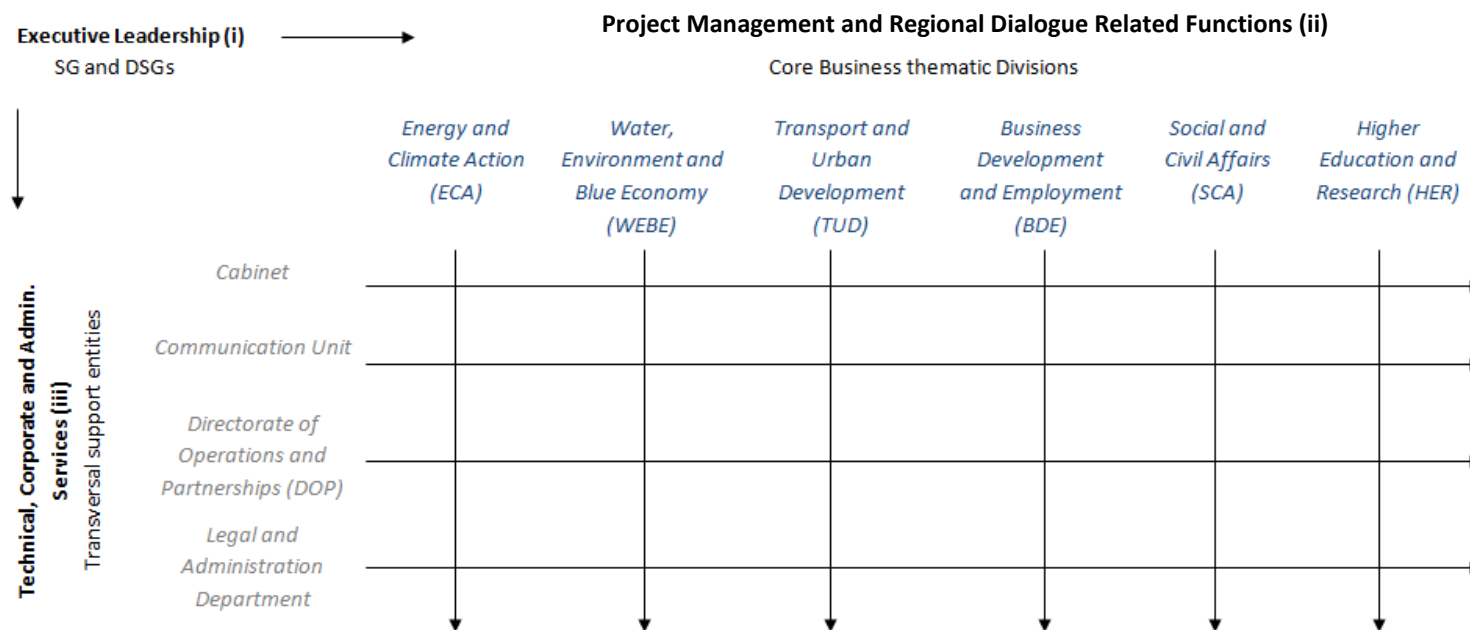 Executive Leadership (i)
SG and DSGs
Project Management and Regional Dialogue Related Functions (ii)
Core Business thematic Divisions
Energy and
Climate Action
(ECA)
Water,
Environment and
Blue Economy
(WEBE)
Transport and
Urban
Development
(TUD)
Business
Development
and Employment
(BDE)
Social and
Civil Affairs
(SCA)
Higher
Education and
Research (HER)
Technical, Corporate and Admin.
Services (iii)
Transversal support entities
Cabinet
Communication Unit
Directorate of
Operations and
Partnerships (DOP)
Legal and
Administration
Department